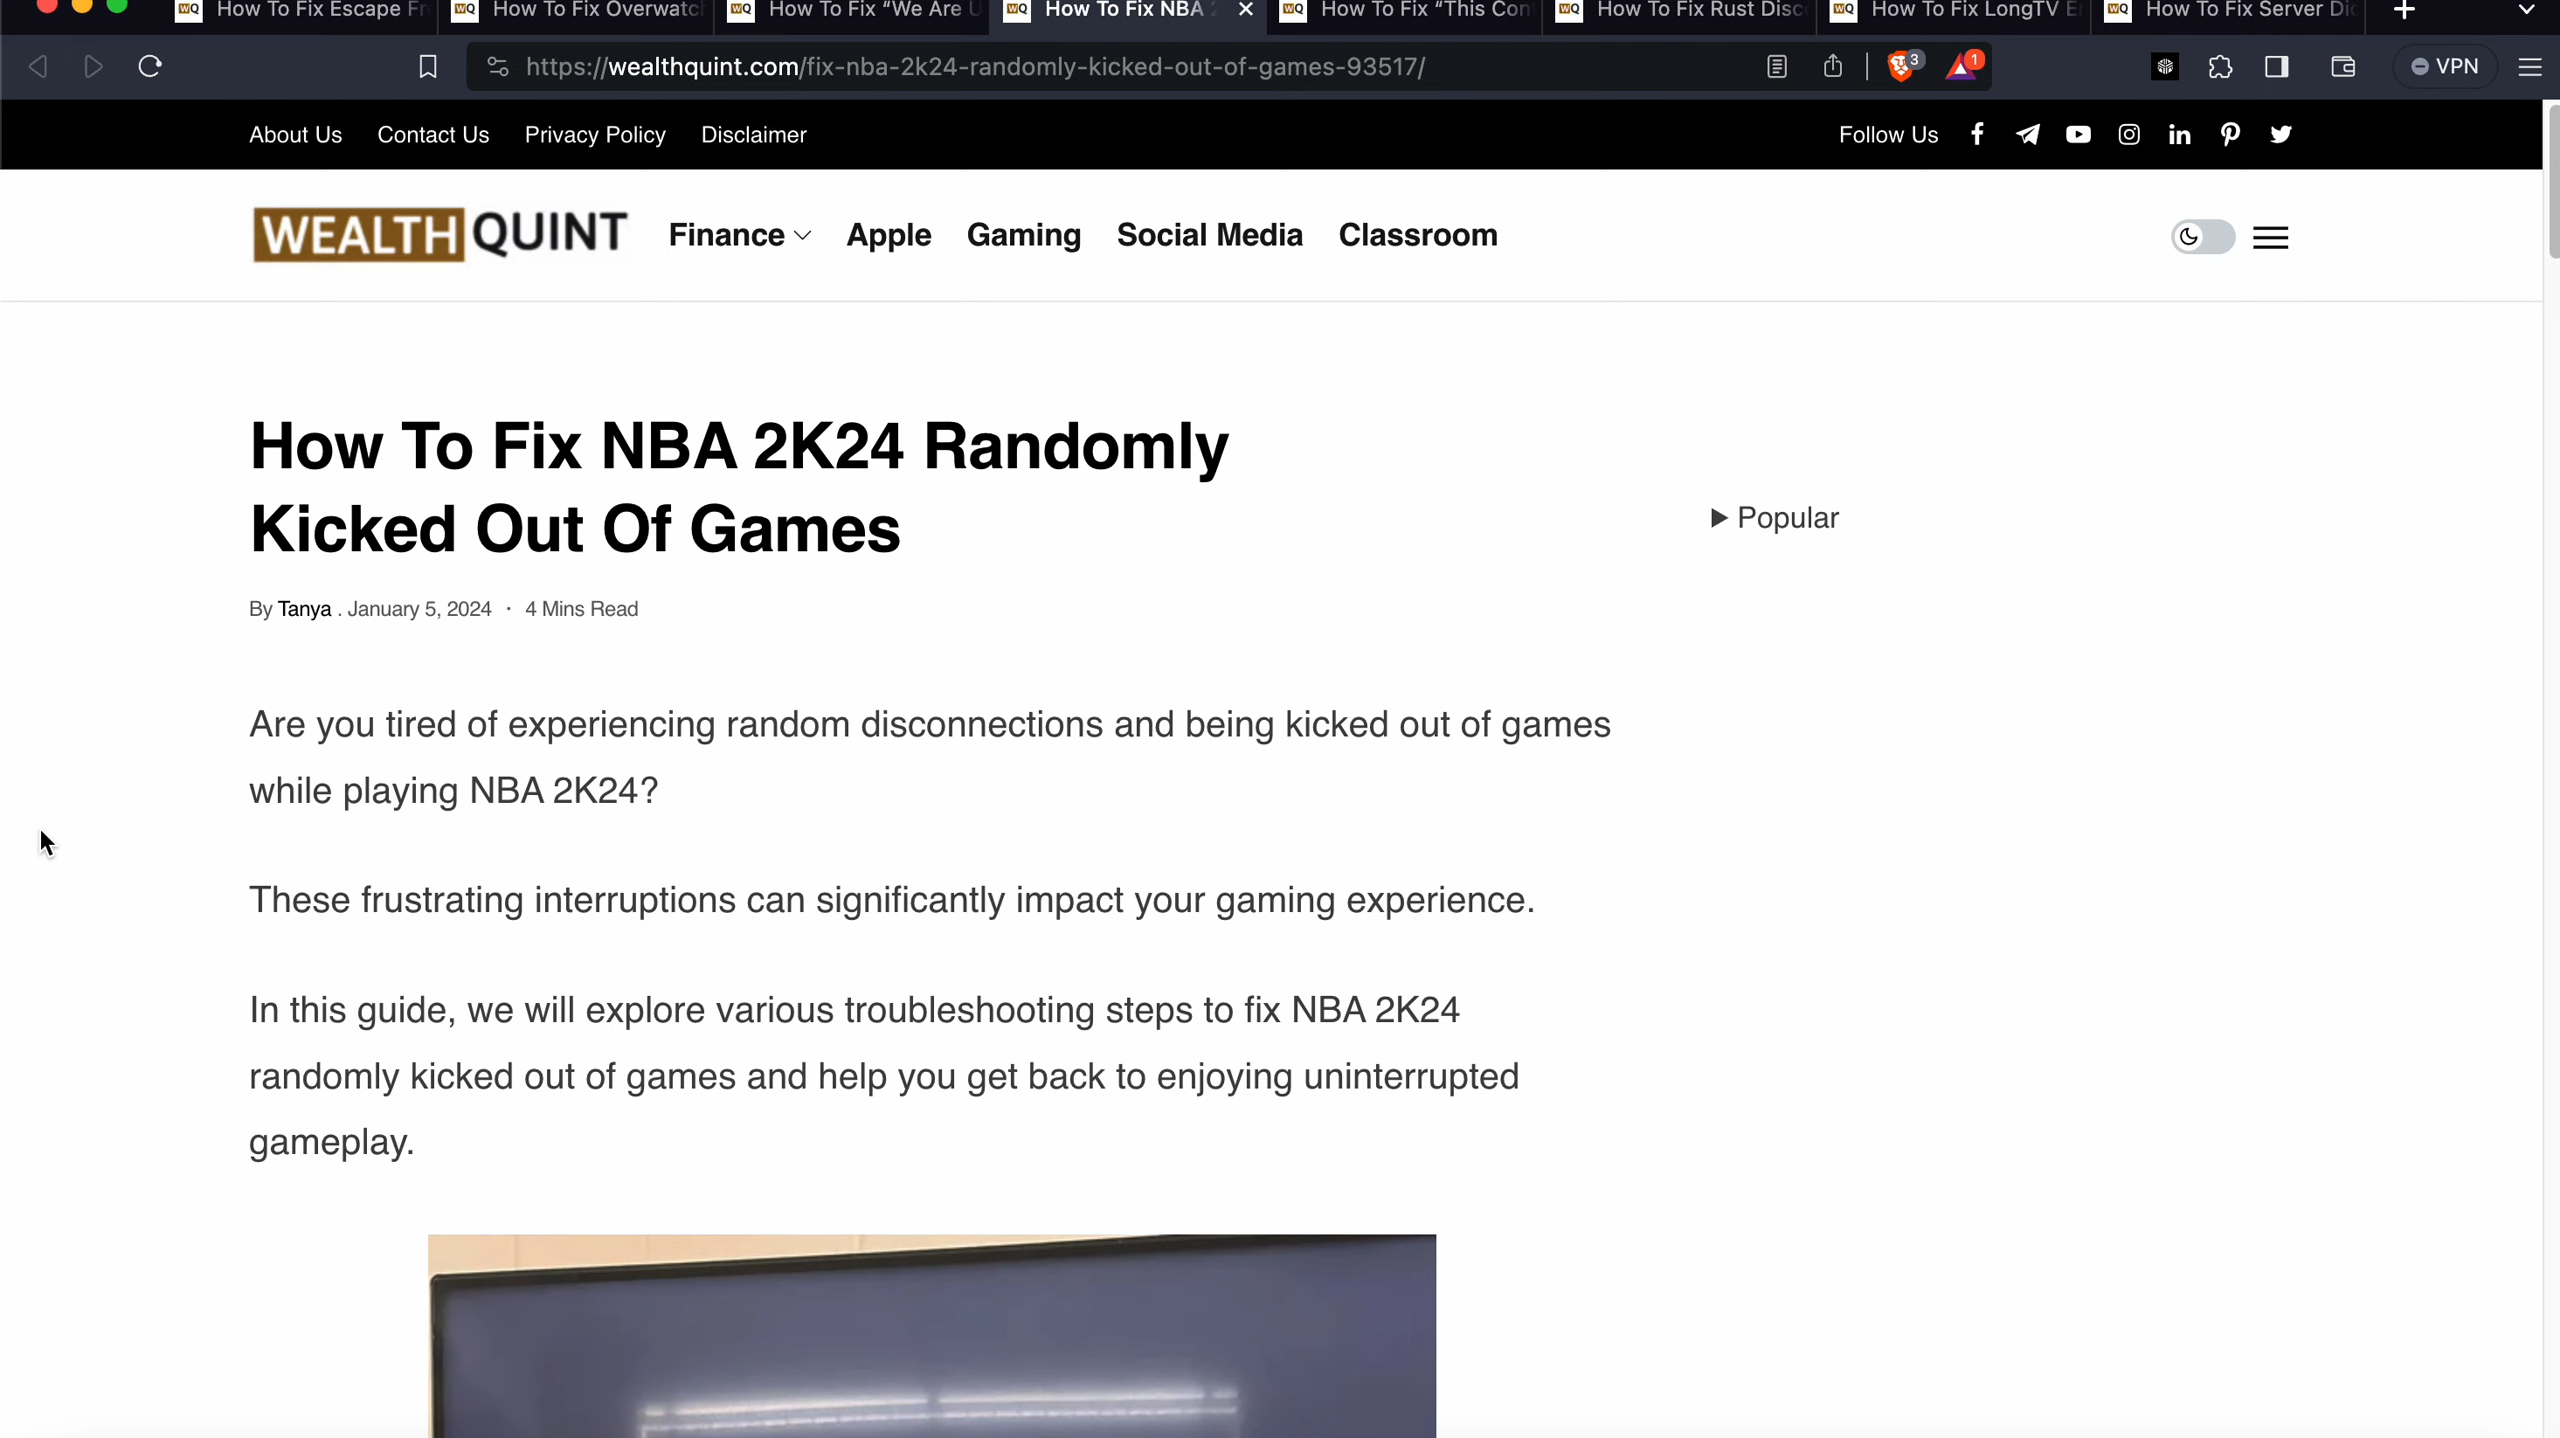 How To Fix Escape Fr
How To Fix Overwatch
How To Fix “We Are U
How To Fix NBA 2
How To Fix “This Con
How To Fix Rust Disc
How To Fix LongTV E
How To Fix Server Dis
https://wealthquint.com/fix-nba-2k24-randomly-kicked-out-of-games-93517/
3
1
VPN
About Us
Contact Us
Privacy Policy
Disclaimer
Follow Us
WEALTH QUINT
Finance
Apple
Gaming
Social Media
Classroom
How To Fix NBA 2K24 Randomly
Kicked Out Of Games
By Tanya . January 5, 2024 · 4 Mins Read
Popular
Are you tired of experiencing random disconnections and being kicked out of games
while playing NBA 2K24?
These frustrating interruptions can significantly impact your gaming experience.
In this guide, we will explore various troubleshooting steps to fix NBA 2K24
randomly kicked out of games and help you get back to enjoying uninterrupted
gameplay.